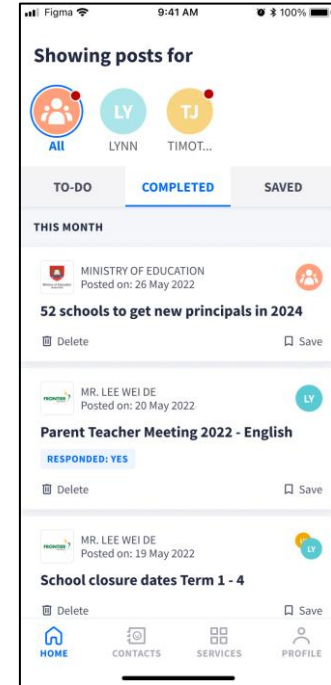 Figma 9:41 AM 100%
Showing posts for
LY TJ
All LYNN TIMOT...
TO-DO COMPLETED SAVED
THIS MONTH
MINISTRY OF EDUCATION
Posted on: 26 May 2022
52 schools to get new principals in 2024
Delete Save
FRONTIER
MR. LEE WEI DE
Posted on: 20 May 2022
LY
Parent Teacher Meeting 2022 - English
RESPONDED: YES
Delete Save
FRONTIER
MR. LEE WEI DE
Posted on: 19 May 2022
LY
School closure dates Term 1 - 4
Delete Save
HOME CONTACTS SERVICES PROFILE